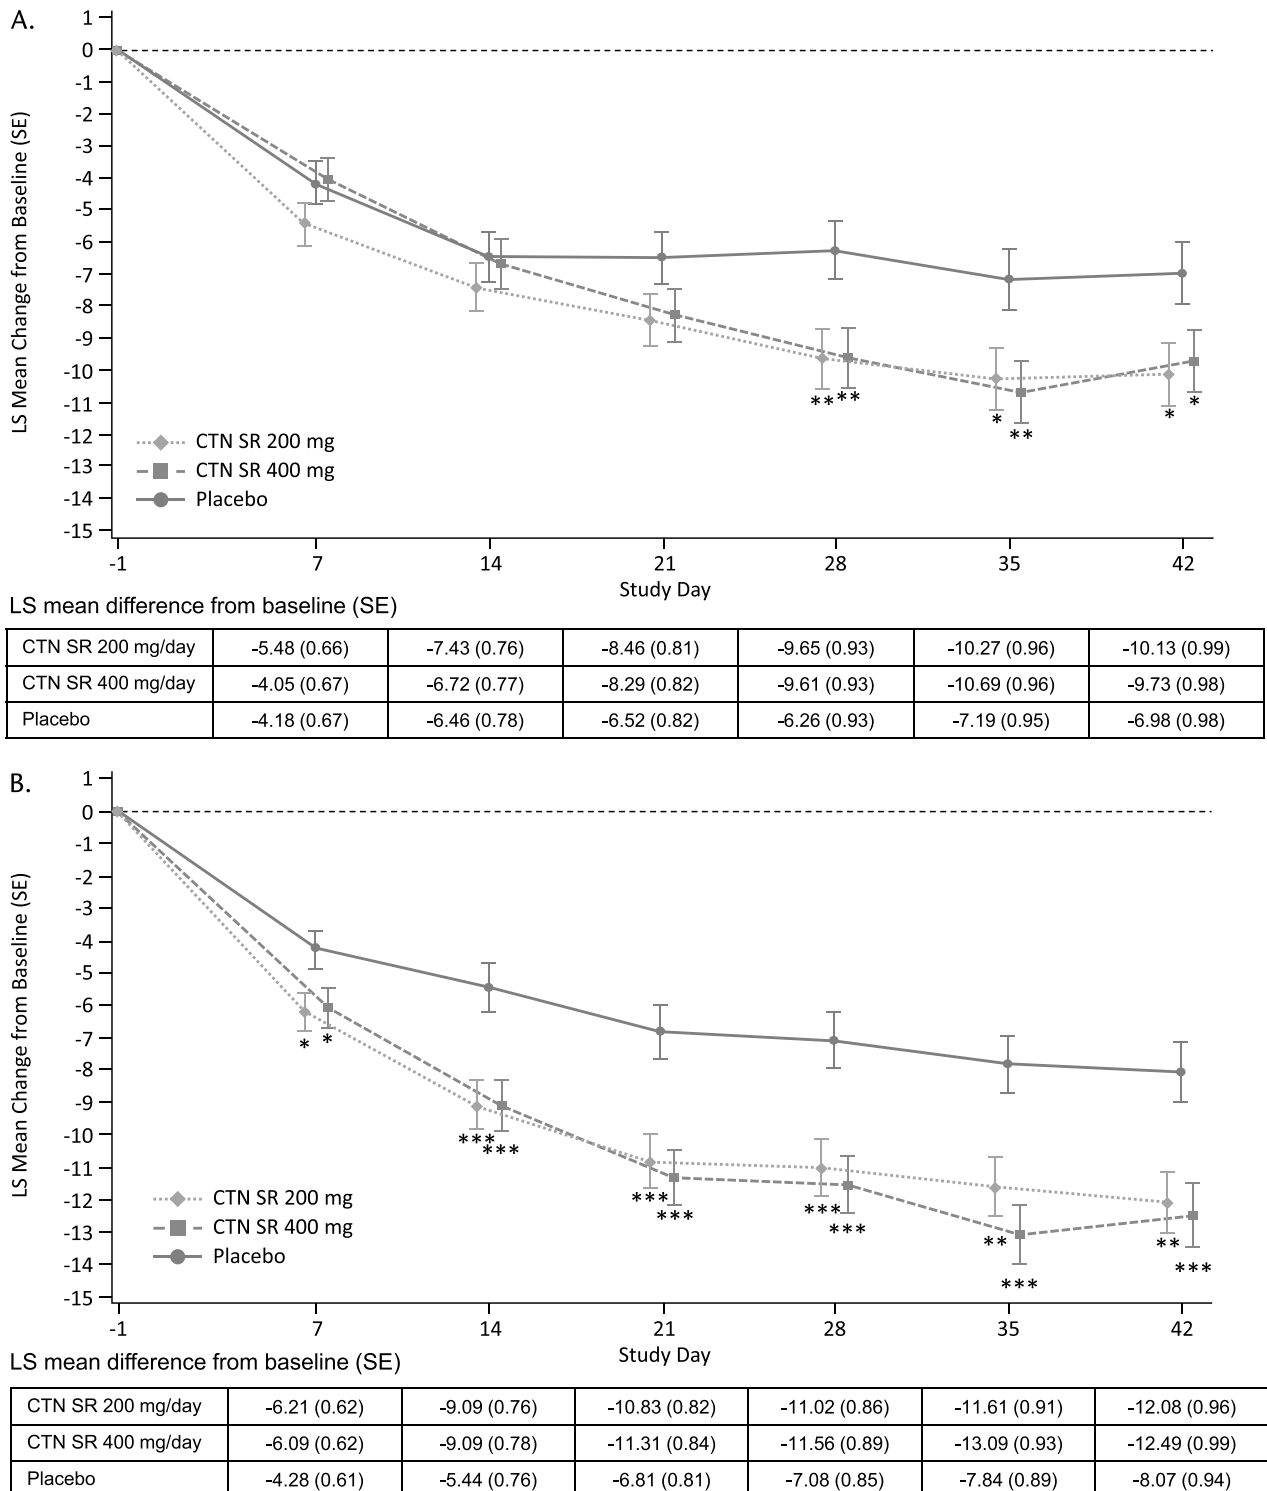 A.
LS Mean Change from Baseline (SE)
1
0
-1
-2
-3
-4
-5
-6
-7
-8
-9
-10
-11
-12
-13
-14
-15
** ** * ** * *
CTN SR 200 mg
CTN SR 400 mg
Placebo
-1 7 14 21 28 35 42
Study Day
LS mean difference from baseline (SE)
CTN SR 200 mg/day -5.48 (0.66) -7.43 (0.76) -8.46 (0.81) -9.65 (0.93) -10.27 (0.96) -10.13 (0.99)
CTN SR 400 mg/day -4.05 (0.67) -6.72 (0.77) -8.29 (0.82) -9.61 (0.93) -10.69 (0.96) -9.73 (0.98)
Placebo -4.18 (0.67) -6.46 (0.78) -6.52 (0.82) -6.26 (0.93) -7.19 (0.95) -6.98 (0.98)
B.
LS Mean Change from Baseline (SE)
1
0
-1
-2
-3
-4
-5
-6
-7
-8
-9
-10
-11
-12
-13
-14
-15
* * *** *** *** *** *** *** ** *** ** ***
CTN SR 200 mg
CTN SR 400 mg
Placebo
-1 7 14 21 28 35 42
Study Day
LS mean difference from baseline (SE)
CTN SR 200 mg/day -6.21 (0.62) -9.09 (0.76) -10.83 (0.82) -11.02 (0.86) -11.61 (0.91) -12.08 (0.96)
CTN SR 400 mg/day -6.09 (0.62) -9.09 (0.78) -11.31 (0.84) -11.56 (0.89) -13.09 (0.93) -12.49 (0.99)
Placebo -4.28 (0.61) -5.44 (0.76) -6.81 (0.81) -7.08 (0.85) -7.84 (0.89) -8.07 (0.94)